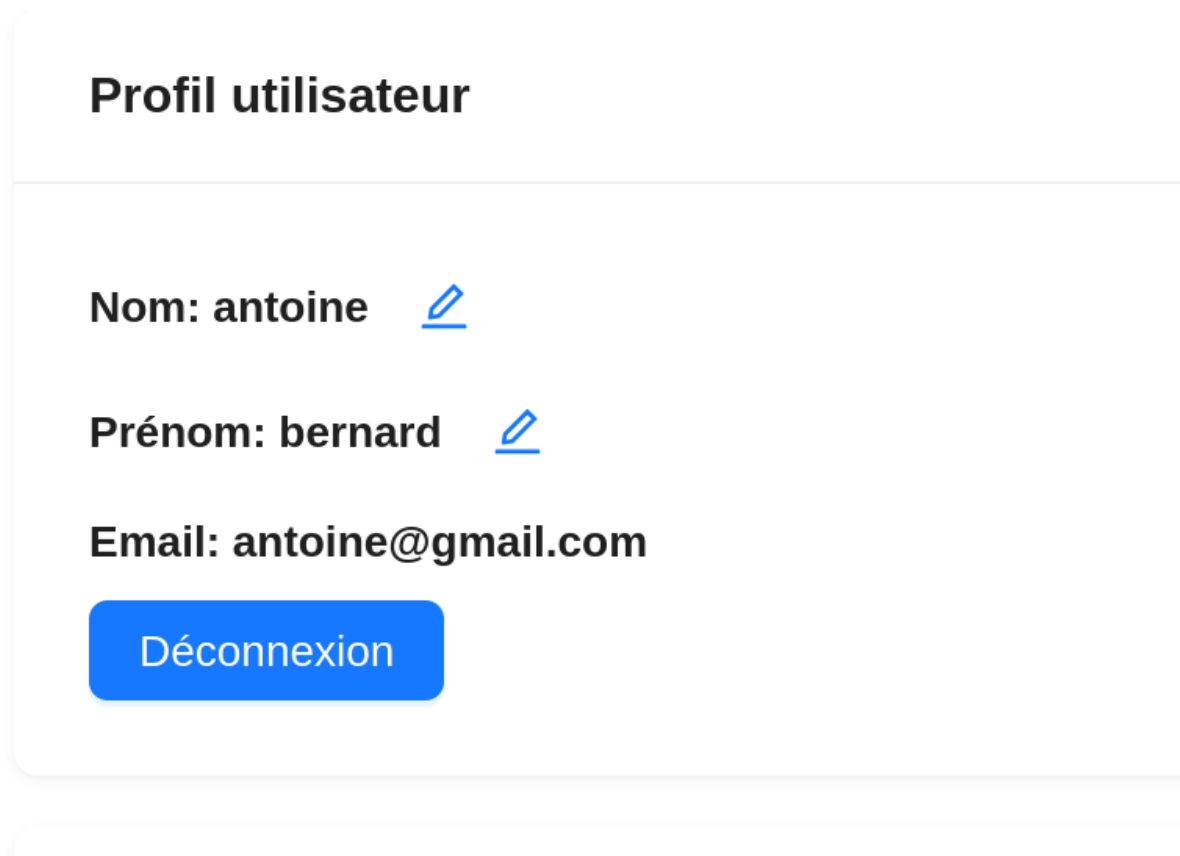 Profil utilisateur
Nom: antoine
Prénom: bernard
Email: antoine@gmail.com
Déconnexion